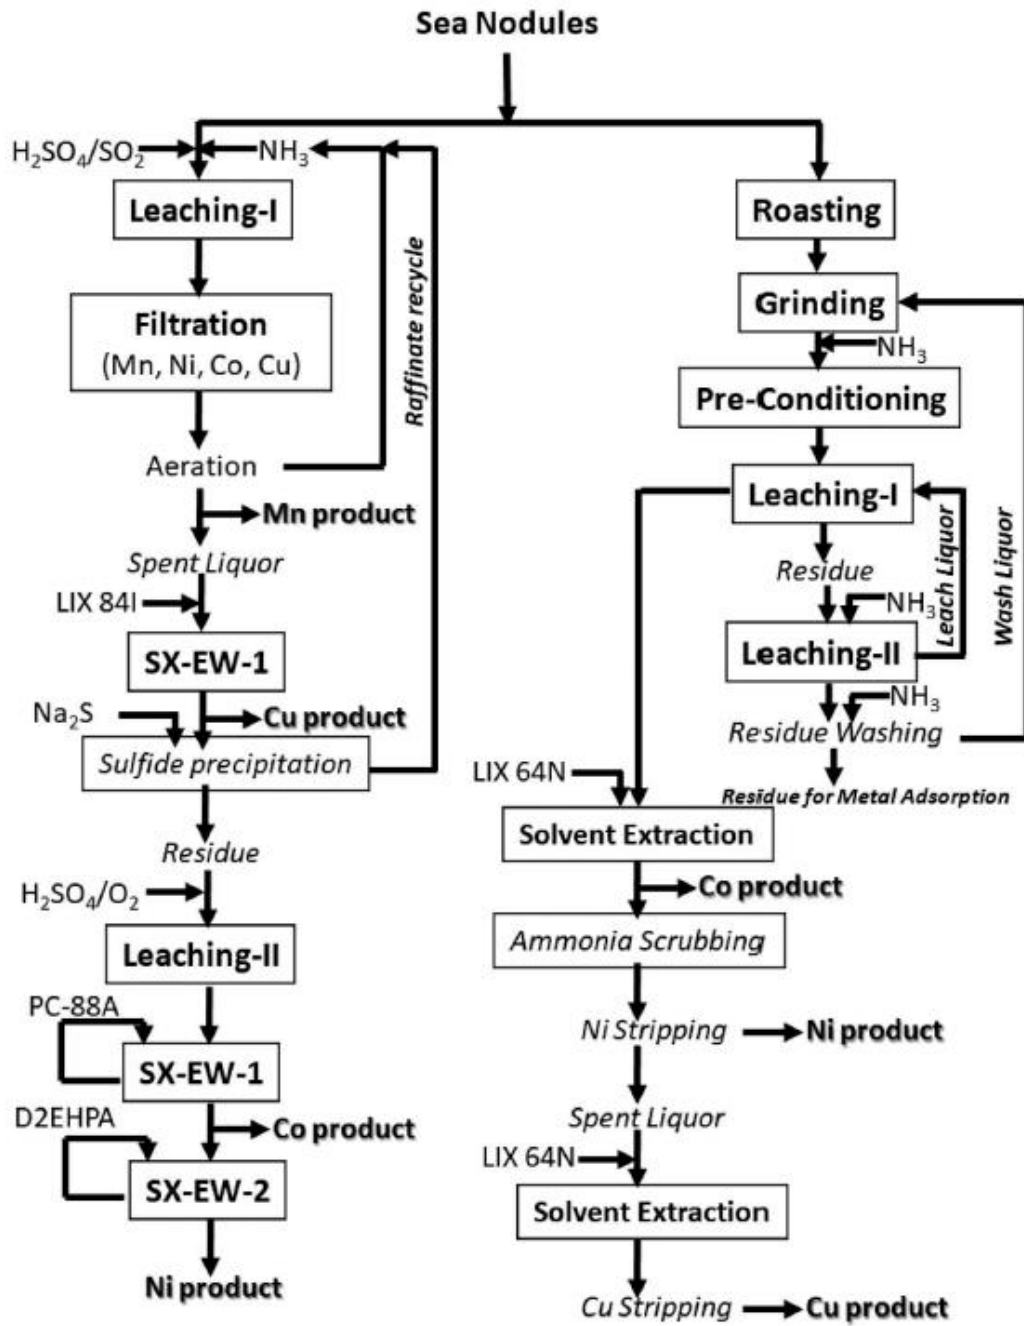 Sea Nodules
H₂SO₄/SO₂
NH₃
Leaching-I
Filtration
(Mn, Ni, Co, Cu)
Raffinate recycle
Aeration
Mn product
Spent Liquor
LIX 84I
SX-EW-1
Na₂S
Cu product
Sulfide precipitation
Residue
H₂SO₄/O₂
Leaching-II
PC-88A
SX-EW-1
Co product
D2EHPA
SX-EW-2
Ni product
Roasting
Grinding
NH₃
Pre-Conditioning
Leaching-I
Residue
NH₃
Leach Liquor
Wash Liquor
Leaching-II
NH₃
Residue Washing
Residue for Metal Adsorption
LIX 64N
Solvent Extraction
Co product
Ammonia Scrubbing
Ni Stripping
Ni product
Spent Liquor
LIX 64N
Solvent Extraction
Cu Stripping
Cu product